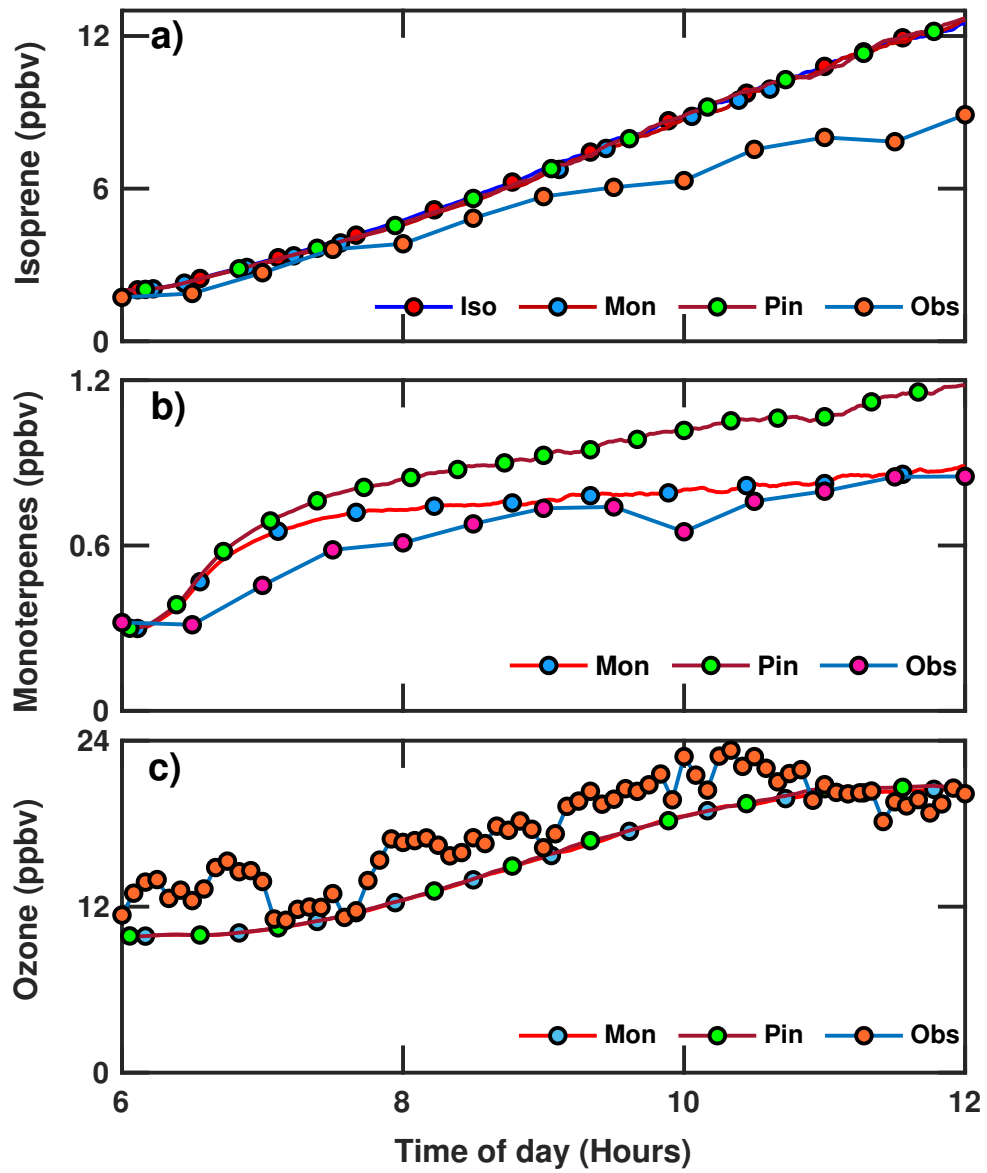 a)
Isoprene (ppbv)
12
6
0
Iso Mon Pin Obs
b)
Monoterpenes (ppbv)
1.2
0.6
0
Mon Pin Obs
c)
Ozone (ppbv)
24
12
0
Mon Pin Obs
6 8 10 12
Time of day (Hours)